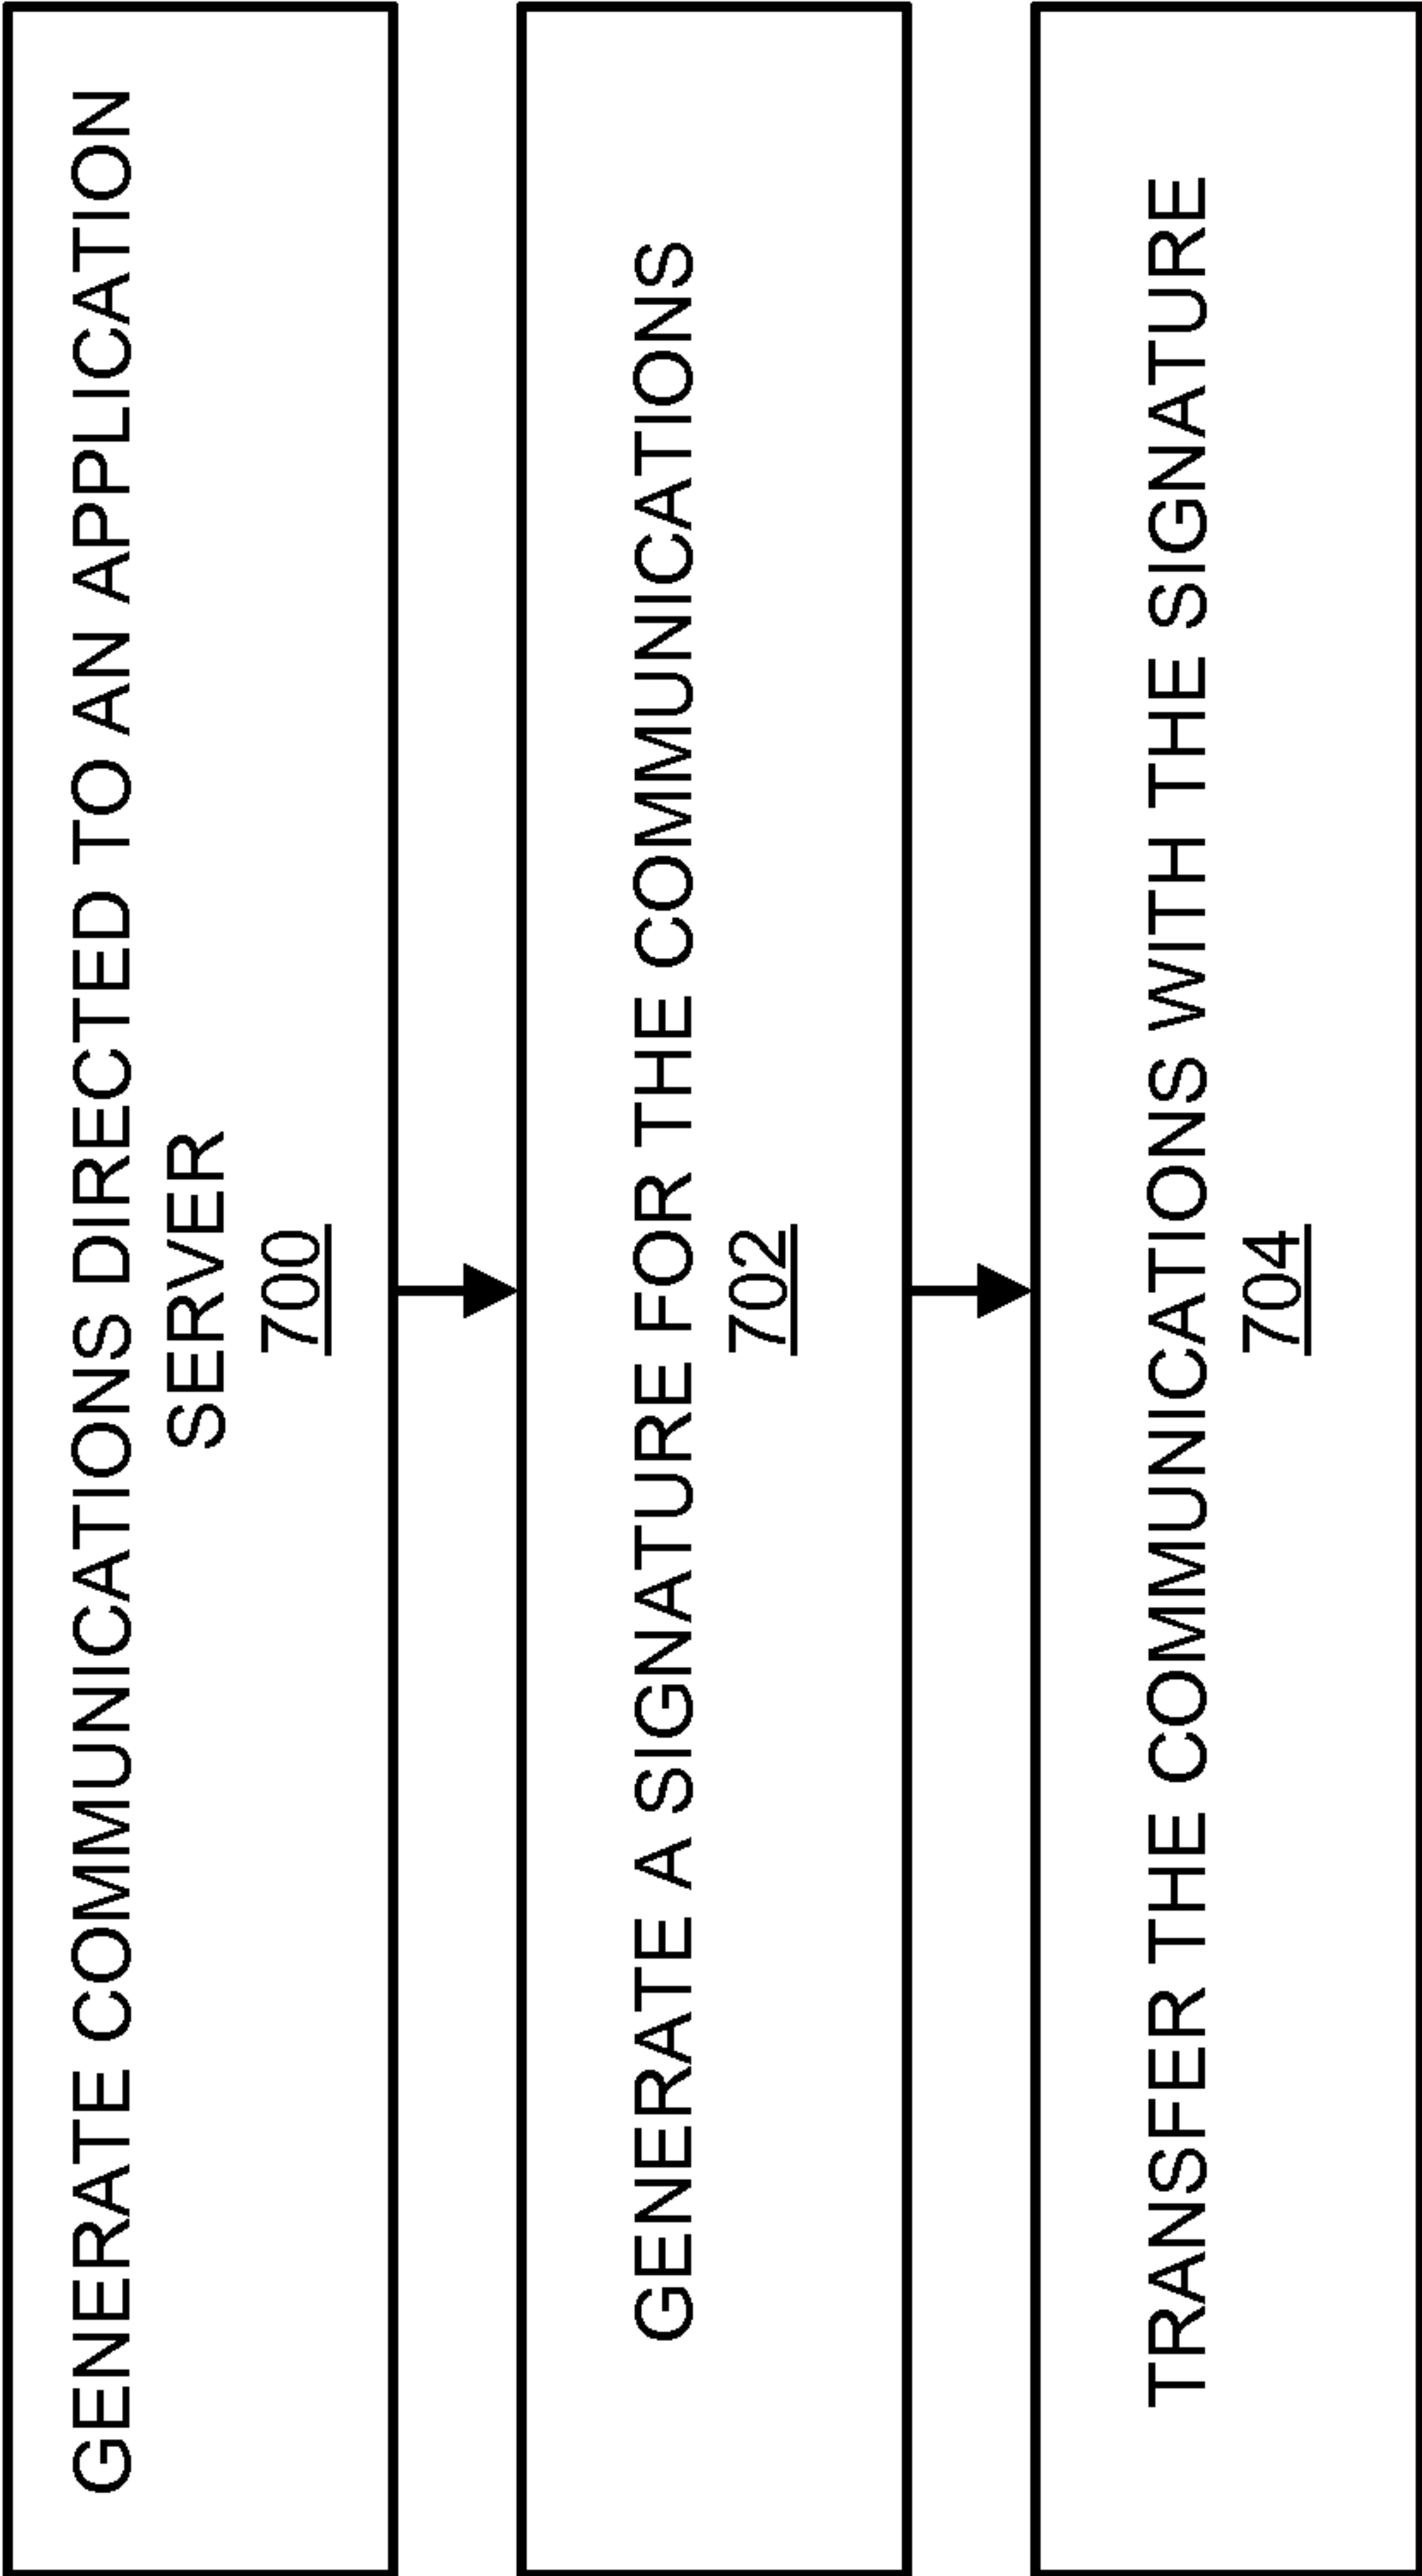 GENERATE COMMUNICATIONS DIRECTED TO AN APPLICATION
SERVER
700
GENERATE A SIGNATURE FOR THE COMMUNICATIONS
702
TRANSFER THE COMMUNICATIONS WITH THE SIGNATURE
704